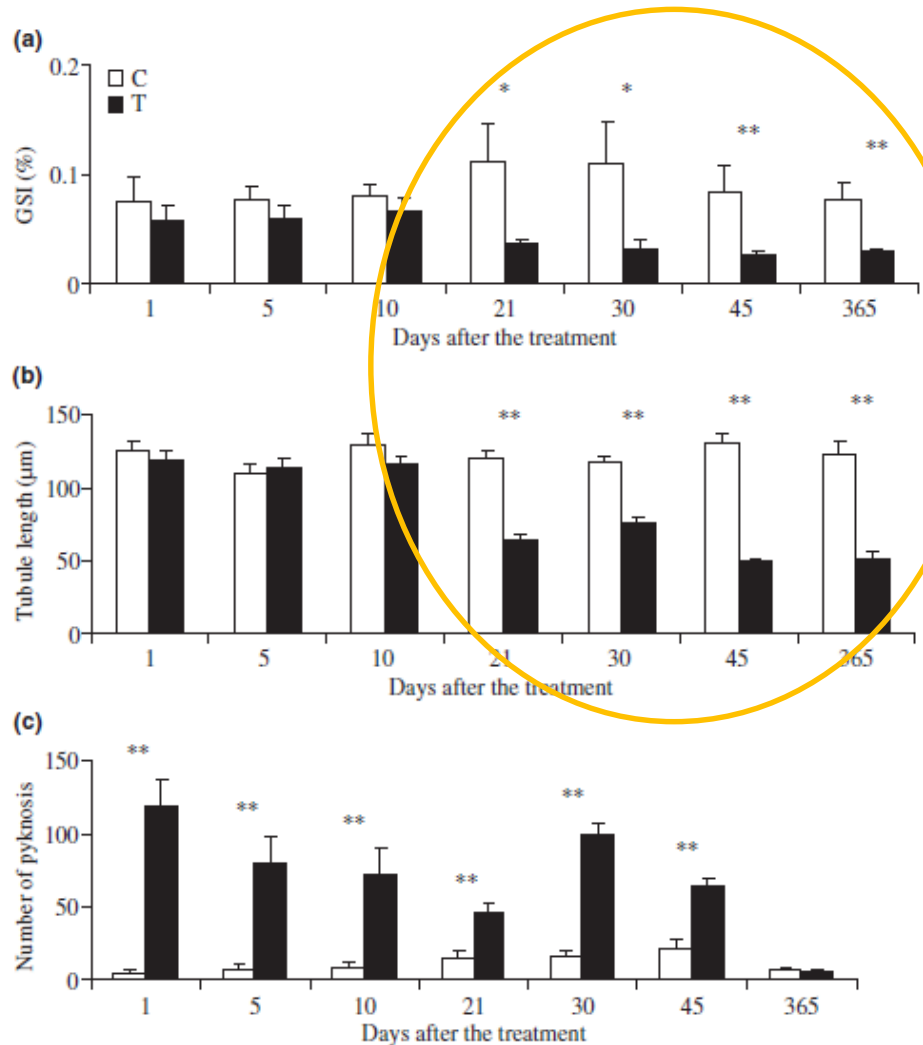 (a)
0.2
C
T
* * ** **
GSI (%)
0.1
0
1 5 10 21 30 45 365
Days after the treatment
(b)
150
** ** ** **
Tubule length (µm)
100
50
0
1 5 10 21 30 45 365
Days after the treatment
(c)
150
** ** ** ** ** **
Number of pyknosis
100
50
0
1 5 10 21 30 45 365
Days after the treatment